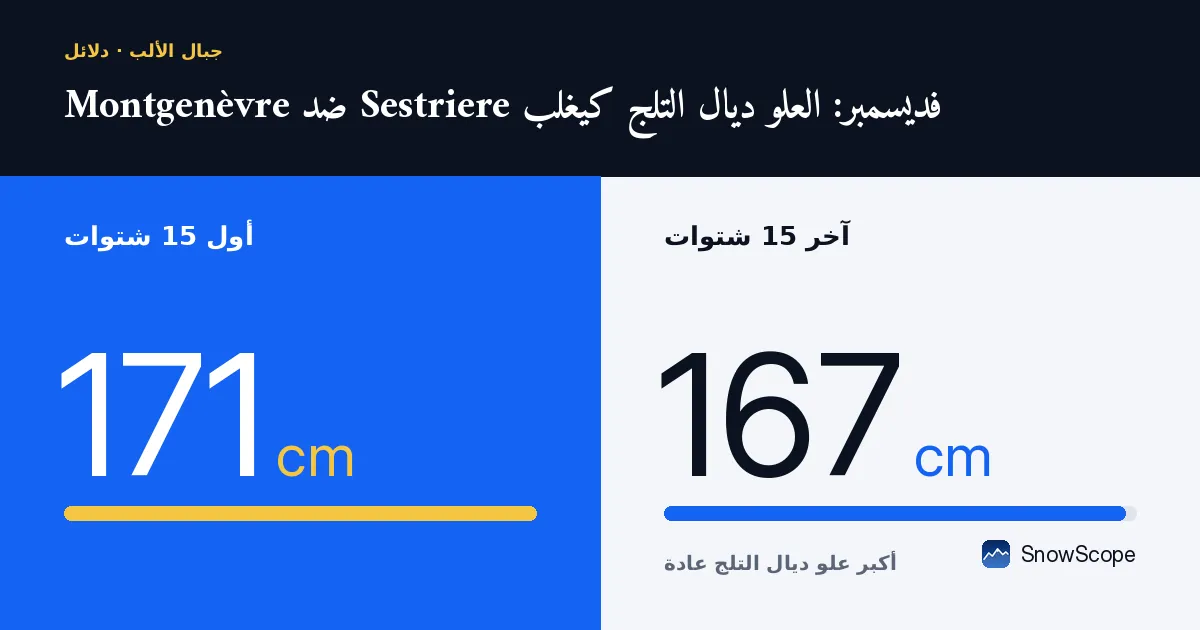 جبال الألب · دلائل
فديسمبر: العلو ديال التلج كيغلب Sestriere ضد Montgenèvre
أول 15 شتوات
171 cm
آخر 15 شتوات
167 cm
أكبر علو ديال التلج عادة
SnowScope